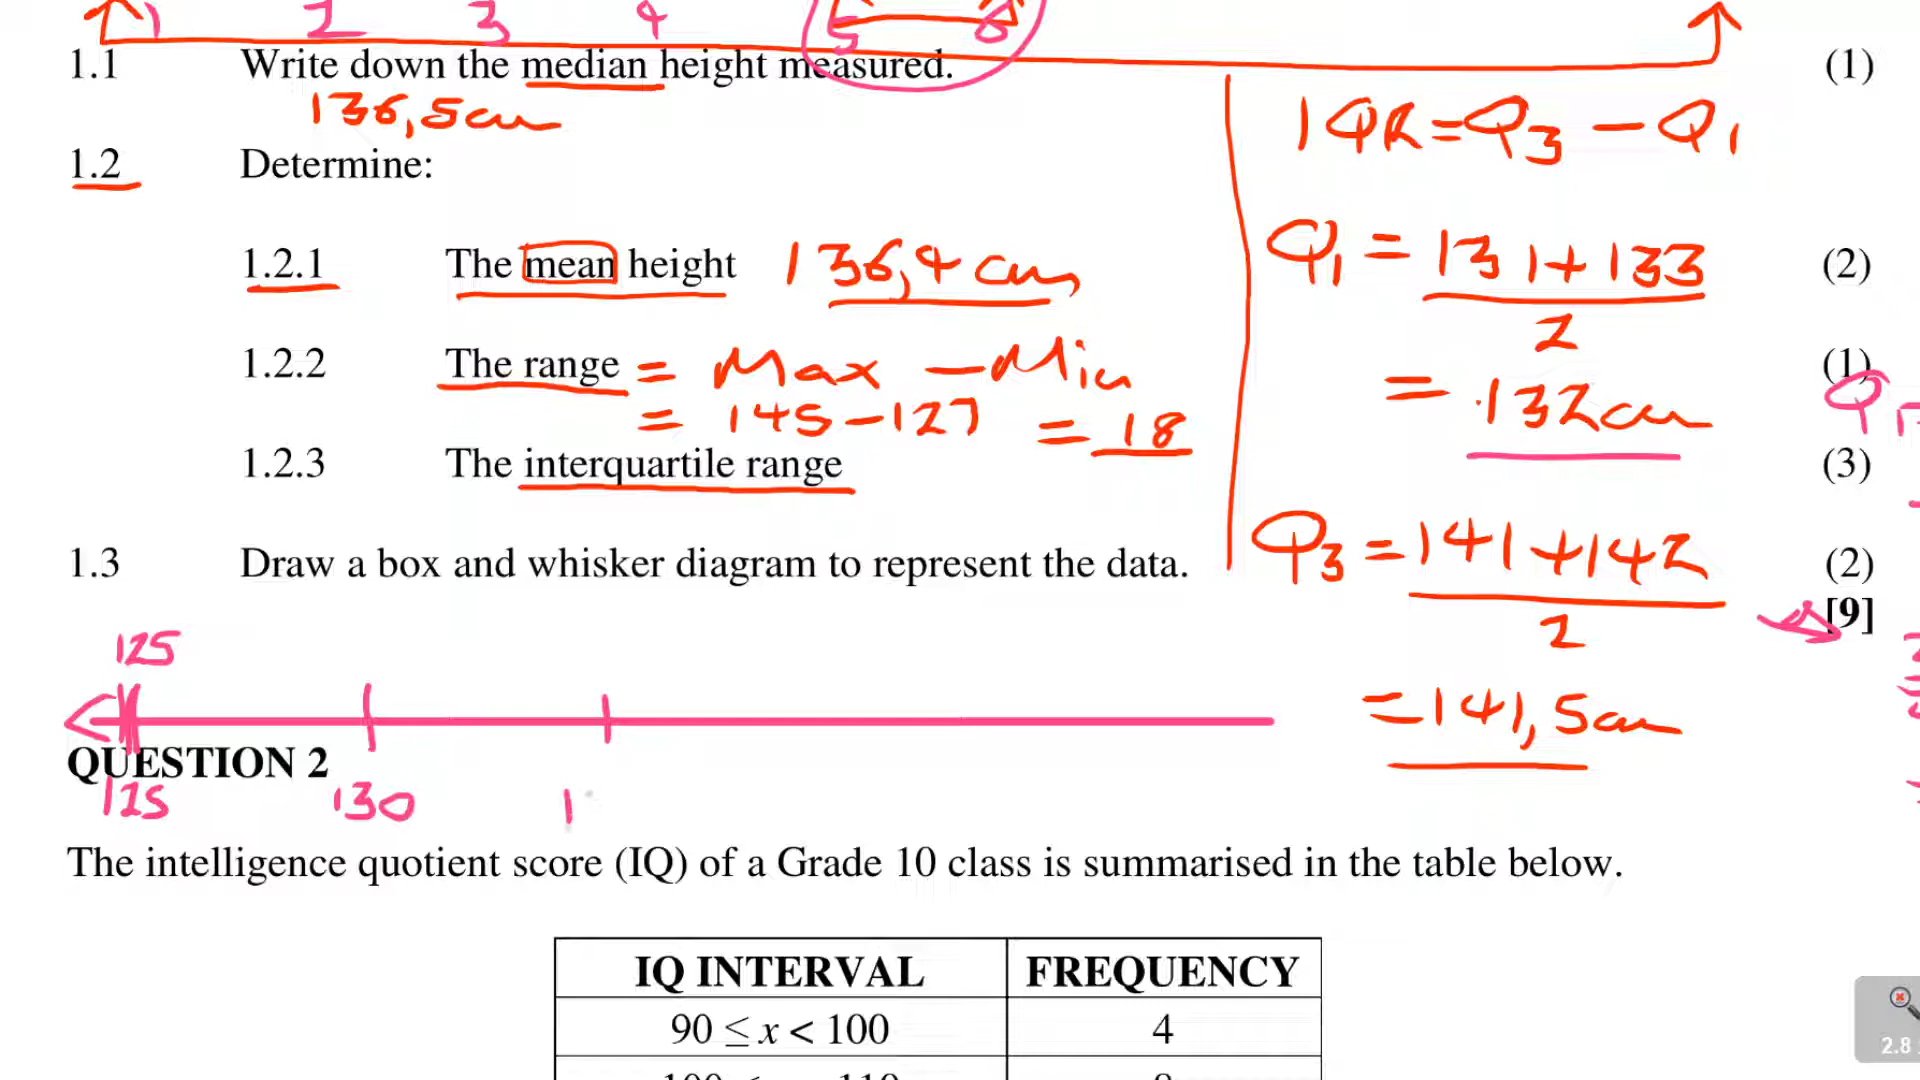 1 2 3 4 5 6
1.1 Write down the median height measured. (1)
136,5cm
IQR = Q3 - Q1
1.2 Determine:
1.2.1 The mean height 136,4 cm (2)
Q1 = 131+133
2
1.2.2 The range = Max - Min (1)
= 145-127 = 18
= 132cm
1.2.3 The interquartile range (3)
Q3 = 141+142
2
1.3 Draw a box and whisker diagram to represent the data. (2)
[9]
= 141,5cm
125
QUESTION 2
125 130 1
The intelligence quotient score (IQ) of a Grade 10 class is summarised in the table below.
IQ INTERVAL FREQUENCY
90 ≤ x < 100 4
2.8